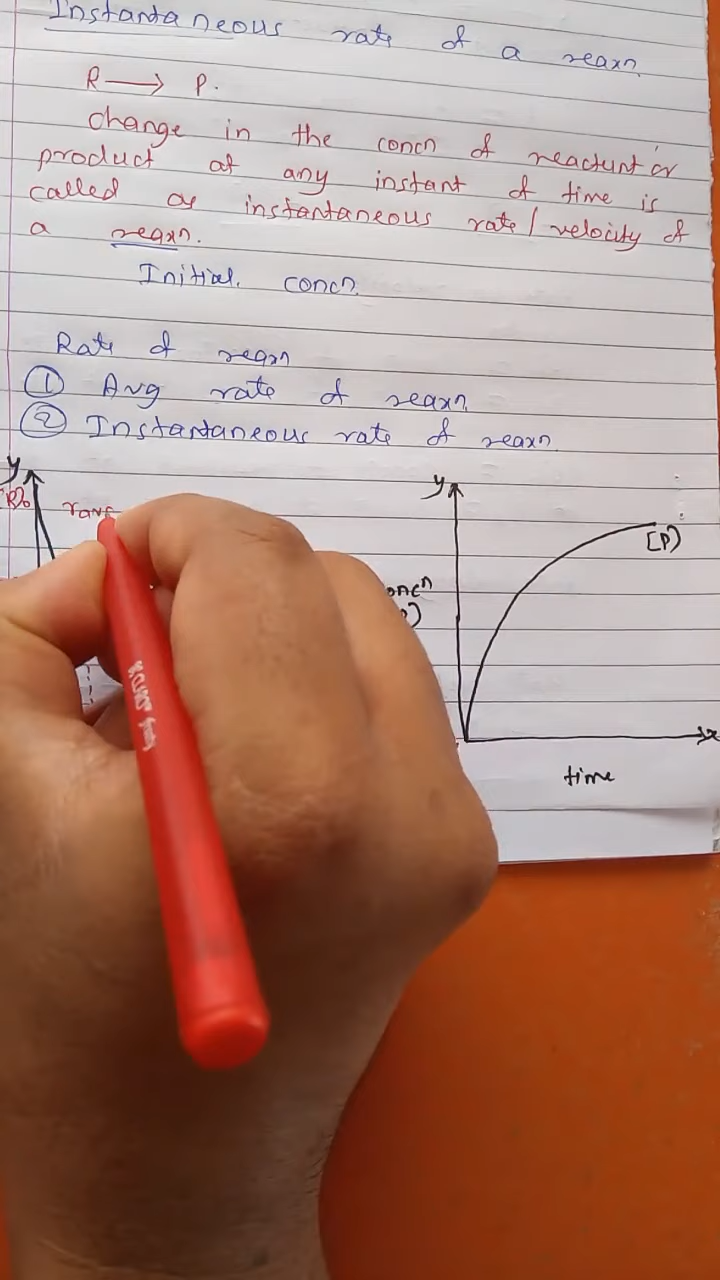 Instantaneous rate of a reaxn.
R → P.
Change in the concn of reactant or
product at any instant of time is
called as instantaneous rate / velocity of
a reaxn.
Initial concn.
Rate of reaxn
① Avg rate of reaxn.
② Instantaneous rate of reaxn
y
y
[P]
x
time